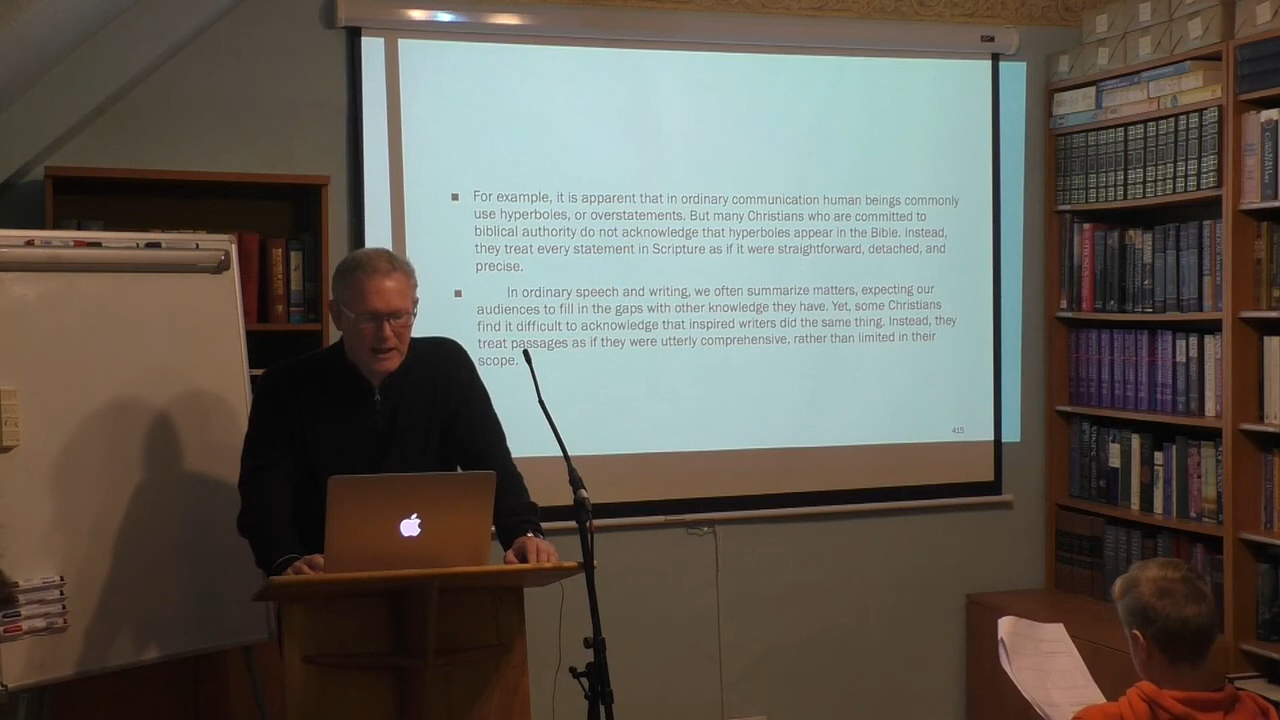 For example, it is apparent that in ordinary communication human beings commonly
use hyperboles, or overstatements. But many Christians who are committed to
biblical authority do not acknowledge that hyperboles appear in the Bible. Instead,
they treat every statement in Scripture as if it were straightforward, detached, and
precise.
In ordinary speech and writing, we often summarize matters, expecting our
audiences to fill in the gaps with other knowledge they have. Yet, some Christians
find it difficult to acknowledge that inspired writers did the same thing. Instead, they
treat passages as if they were utterly comprehensive, rather than limited in their
scope.
415